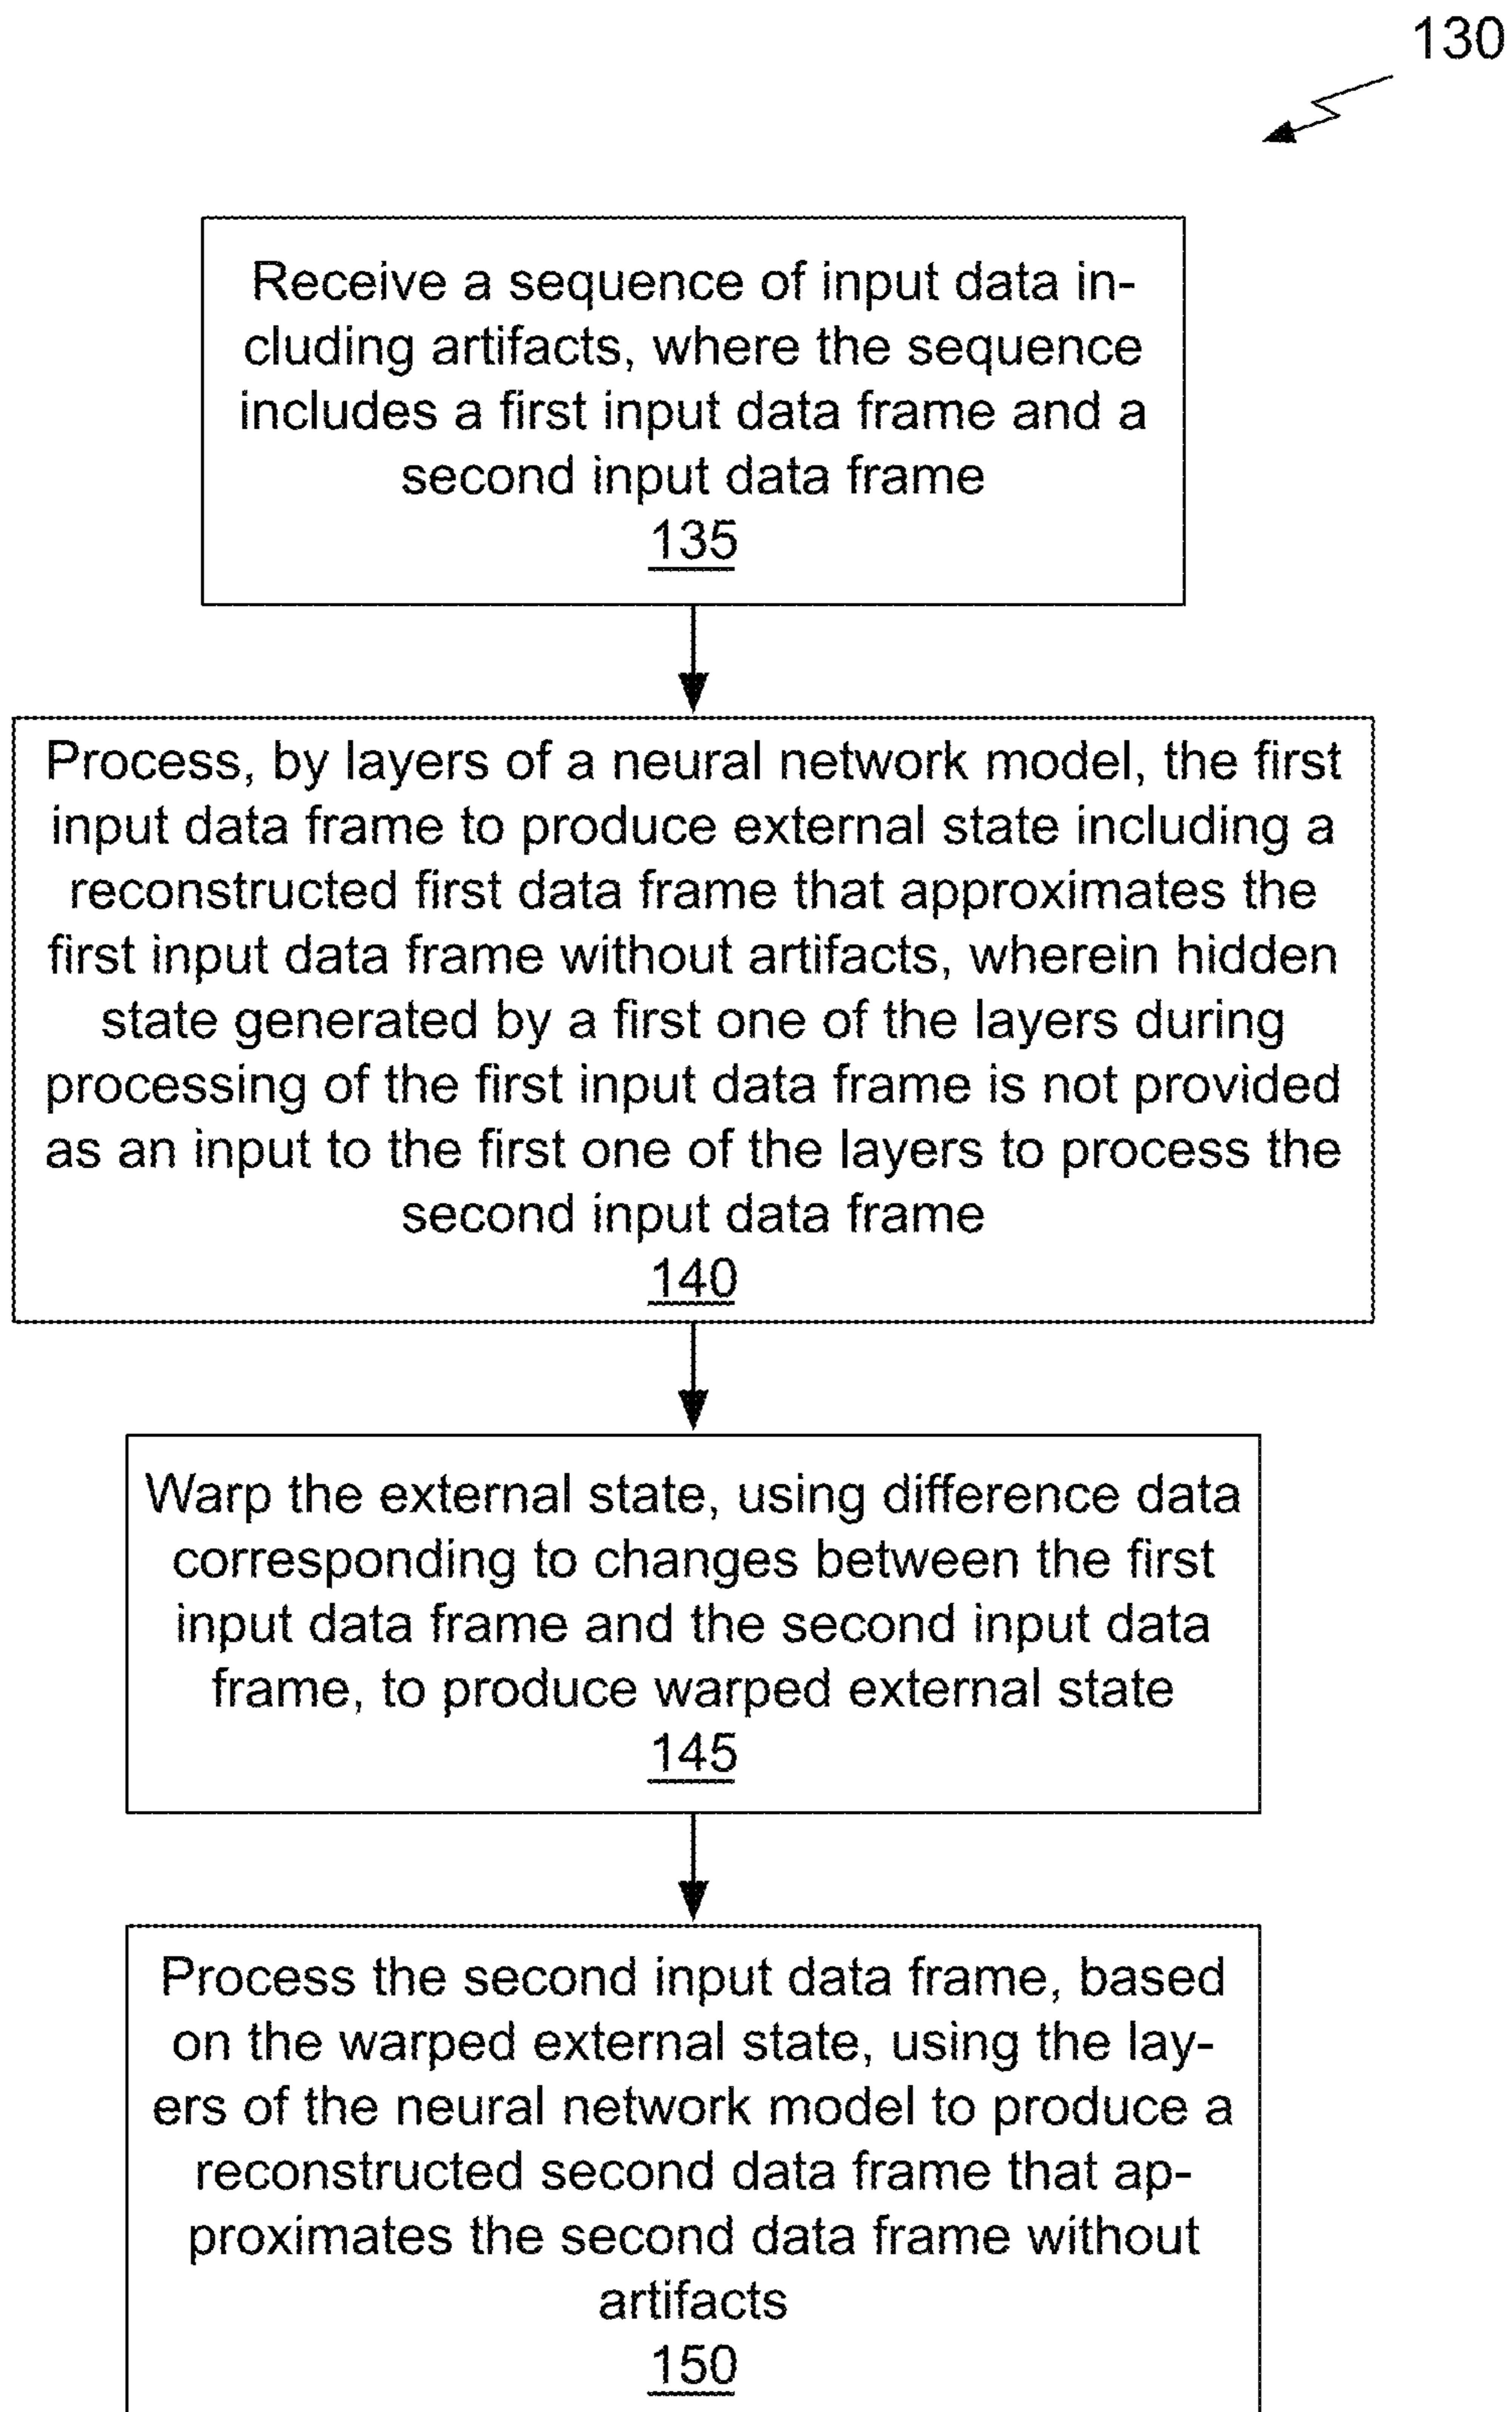 130
Receive a sequence of input data in-
cluding artifacts, where the sequence
includes a first input data frame and a
second input data frame
135
Process, by layers of a neural network model, the first
input data frame to produce external state including a
reconstructed first data frame that approximates the
first input data frame without artifacts, wherein hidden
state generated by a first one of the layers during
processing of the first input data frame is not provided
as an input to the first one of the layers to process the
second input data frame
140
Warp the external state, using difference data
corresponding to changes between the first
input data frame and the second input data
frame, to produce warped external state
145
Process the second input data frame, based
on the warped external state, using the lay-
ers of the neural network model to produce a
reconstructed second data frame that ap-
proximates the second data frame without
artifacts
150